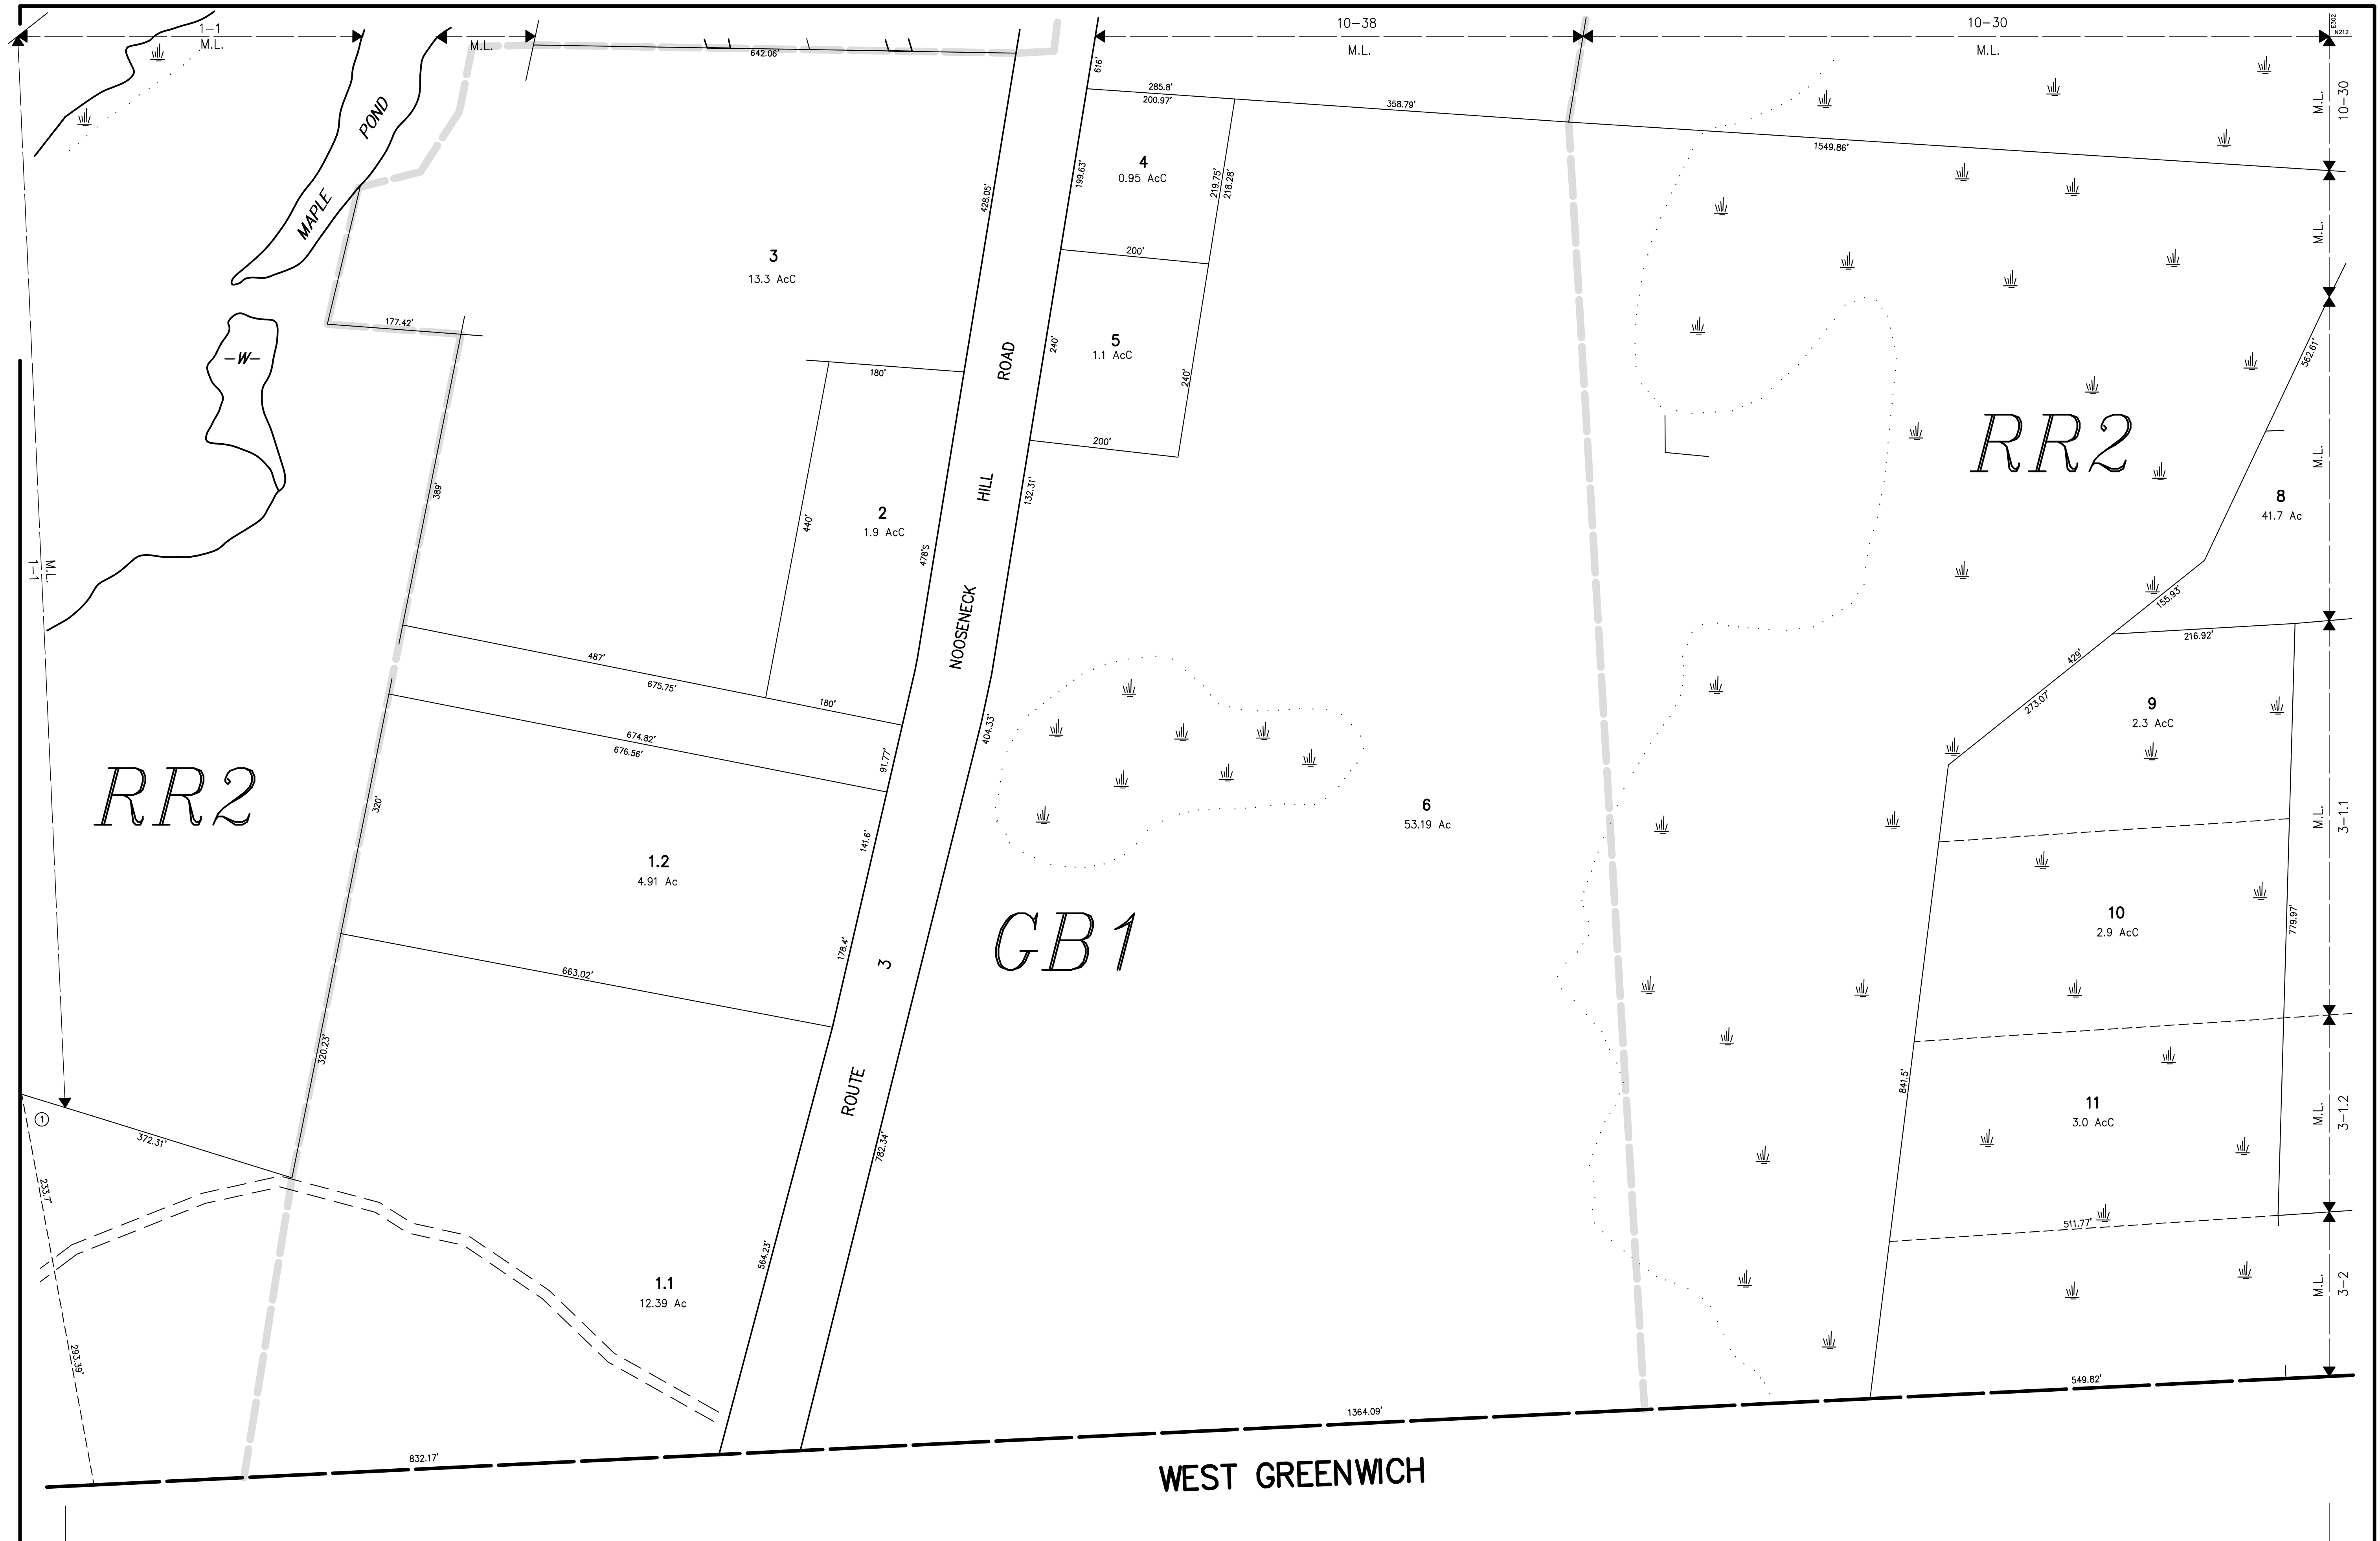 1-1
M.L.
M.L.
642.06'
616'
10-38
M.L.
10-30
M.L.
E302
N212
MAPLE POND
285.8'
200.97'
358.79'
1549.86'
M.L.
10-30
428.05'
199.63'
4
0.95 AcC
219.75'
218.28'
M.L.
3
13.3 AcC
200'
177.42'
-W-
180'
240'
5
1.1 AcC
240'
562.61'
200'
RR2
M.L.
389'
440'
2
1.9 AcC
478'S
132.31'
8
41.7 Ac
M.L.
1-1
NOOSENECK HILL ROAD
155.93'
216.92'
487'
675.75'
180'
429'
273.07'
674.82'
676.56'
91.77'
404.33'
9
2.3 AcC
RR2
320'
141.6'
6
53.19 Ac
M.L.
3-1.1
1.2
4.91 Ac
GB1
10
2.9 AcC
779.97'
663.02'
178.4'
320.23'
ROUTE 3
841.5'
11
3.0 AcC
M.L.
3-1.2
1
372.31'
782.34'
233.7'
511.77'
564.23'
1.1
12.39 Ac
M.L.
3-2
293.39'
549.82'
1364.09'
832.17'
WEST GREENWICH